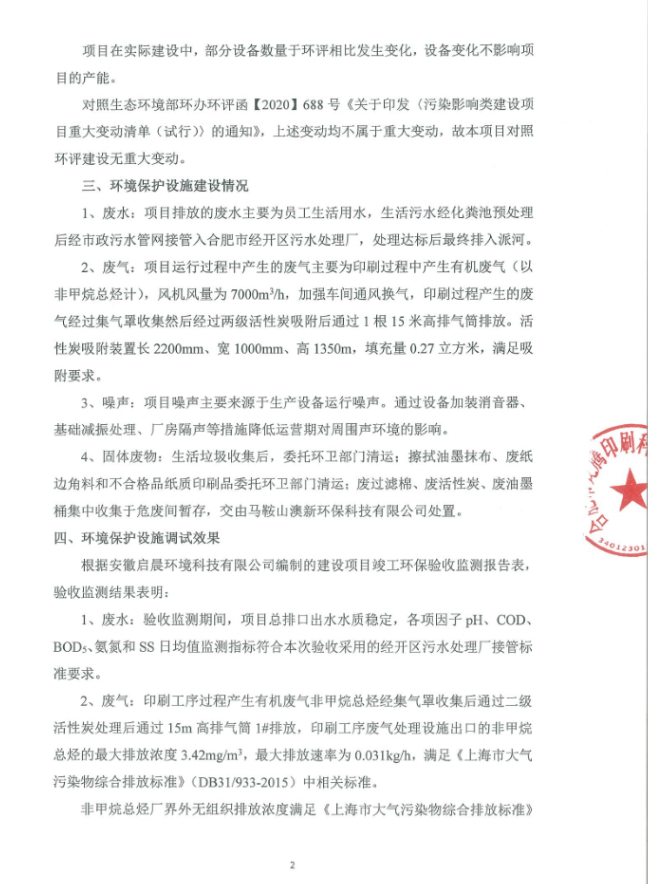 项目在实际建设中，部分设备数量于环评相比发生变化，设备变化不影响项
目的产能。
对照生态环境部环办环评函【2020】688 号《关于印发〈污染影响类建设项
目重大变动清单（试行）〉的通知》，上述变动均不属于重大变动，故本项目对照
环评建设无重大变动。
三、环境保护设施建设情况
1、废水：项目排放的废水主要为员工生活用水，生活污水经化粪池预处理
后经市政污水管网接管入合肥市经开区污水处理厂，处理达标后最终排入派河。
2、废气：项目运行过程中产生的废气主要为印刷过程中产生有机废气（以
非甲烷总烃计），风机风量为 7000m³/h，加强车间通风换气，印刷过程产生的废
气经过集气罩收集然后经过两级活性炭吸附后通过 1 根 15 米高排气筒排放。活
性炭吸附装置长 2200mm、宽 1000mm、高 1350m，填充量 0.27 立方米，满足吸
附要求。
3、噪声：项目噪声主要来源于生产设备运行噪声。通过设备加装消音器、
基础减振处理、厂房隔声等措施降低运营期对周围声环境的影响。
4、固体废物：生活垃圾收集后，委托环卫部门清运；擦拭油墨抹布、废纸
边角料和不合格品纸质印刷品委托环卫部门清运；废过滤棉、废活性炭、废油墨
桶集中收集于危废间暂存，交由马鞍山澳新环保科技有限公司处置。
四、环境保护设施调试效果
根据安徽启晨环境科技有限公司编制的建设项目竣工环保验收监测报告表，
验收监测结果表明：
1、废水：验收监测期间，项目总排口出水水质稳定，各项因子 pH、COD、
BOD₅、氨氮和 SS 日均值监测指标符合本次验收采用的经开区污水处理厂接管标
准要求。
2、废气：印刷工序过程产生有机废气非甲烷总烃经集气罩收集后通过二级
活性炭处理后通过 15m 高排气筒 1#排放，印刷工序废气处理设施出口的非甲烷
总烃的最大排放浓度 3.42mg/m³，最大排放速率为 0.031kg/h，满足《上海市大气
污染物综合排放标准》（DB31/933-2015）中相关标准。
非甲烷总烃厂界外无组织排放浓度满足《上海市大气污染物综合排放标准》
2
合肥
腾印刷科
34012301